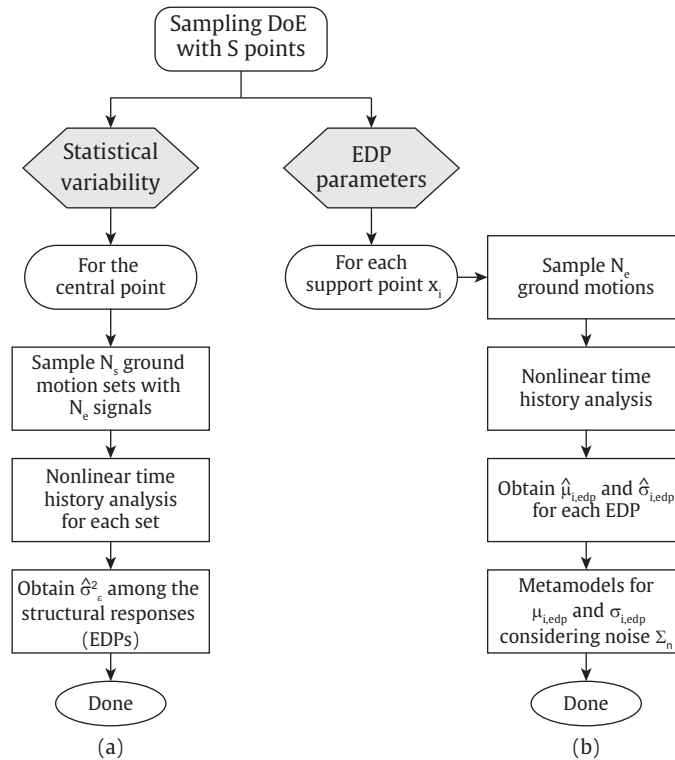 Sampling DoE
with S points
Statistical
variability
For the
central point
Sample Nₛ ground
motion sets with
Nₑ signals
Nonlinear time
history analysis
for each set
Obtain σ̂²_ε among the
structural responses
(EDPs)
Done
(a)
EDP
parameters
For each
support point xᵢ
Sample Nₑ
ground motions
Nonlinear time
history analysis
Obtain μ̂ᵢ,edp and σ̂ᵢ,edp
for each EDP
Metamodels for
μᵢ,edp and σᵢ,edp
considering noise Σₙ
Done
(b)